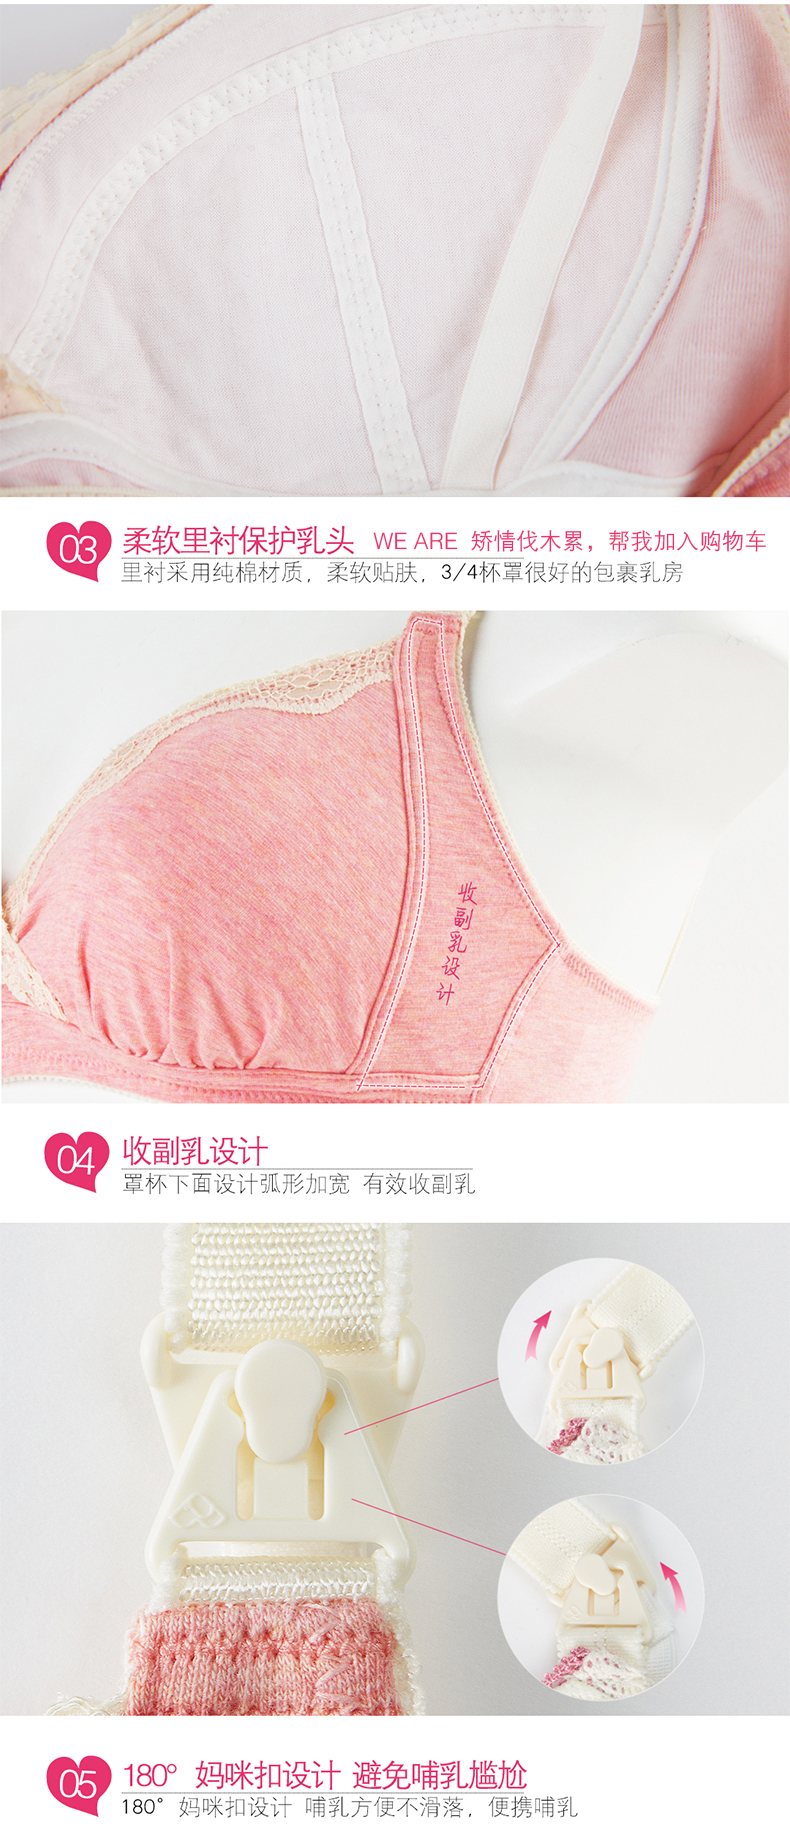 03 柔软里衬保护乳头 WE ARE 矫情伐木累，帮我加入购物车
里衬采用纯棉材质，柔软贴肤，3/4杯罩很好的包裹乳房
收副乳设计
04 收副乳设计
罩杯下面设计弧形加宽 有效收副乳
05 180° 妈咪扣设计 避免哺乳尴尬
180° 妈咪扣设计 哺乳方便不滑落，便携哺乳